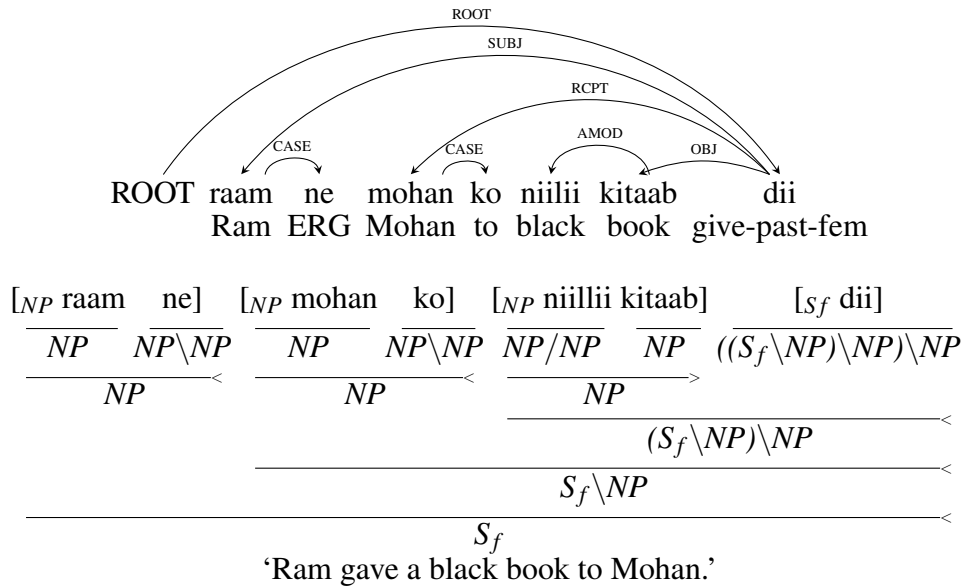 ROOT
SUBJ
RCPT
CASE CASE AMOD OBJ
ROOT raam ne mohan ko niilii kitaab dii
Ram ERG Mohan to black book give-past-fem
[NP raam ne] [NP mohan ko] [NP niillii kitaab] [Sf dii]
NP NP\NP NP NP\NP NP/NP NP ((Sf\NP)\NP)\NP
NP < NP < NP >
(Sf\NP)\NP <
Sf\NP <
Sf <
‘Ram gave a black book to Mohan.’